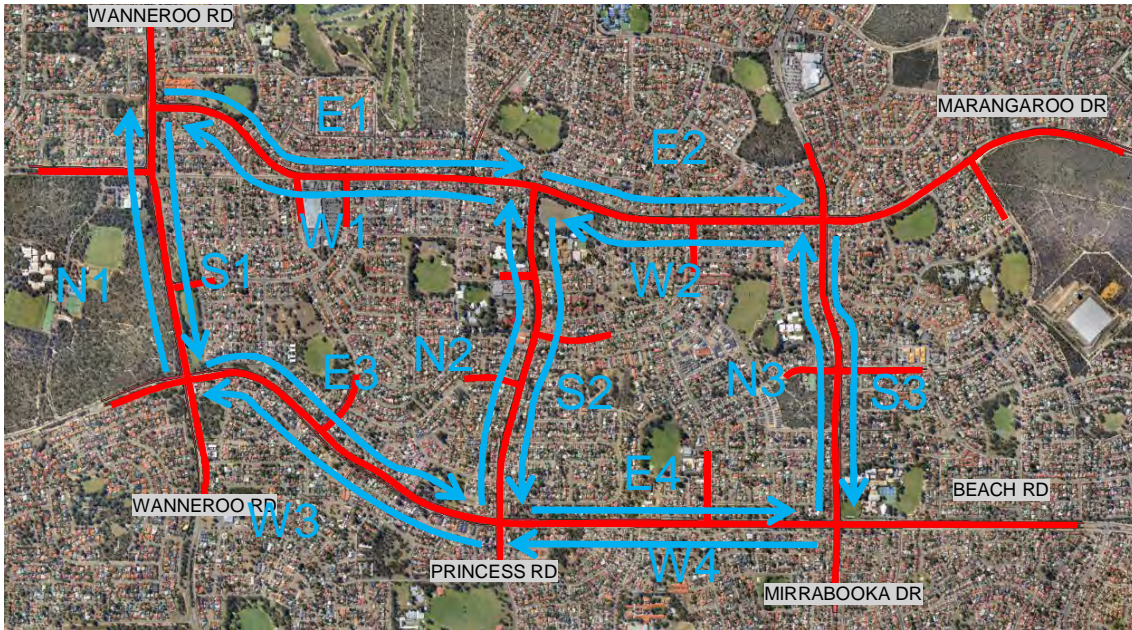 WANNEROO RD
E1
MARANGAROO DR
E2
W1
S1
W2
N1
E3
N2
N3
S3
S2
E4
BEACH RD
WANNEROO RD
W3
W4
PRINCESS RD
MIRRABOOKA DR